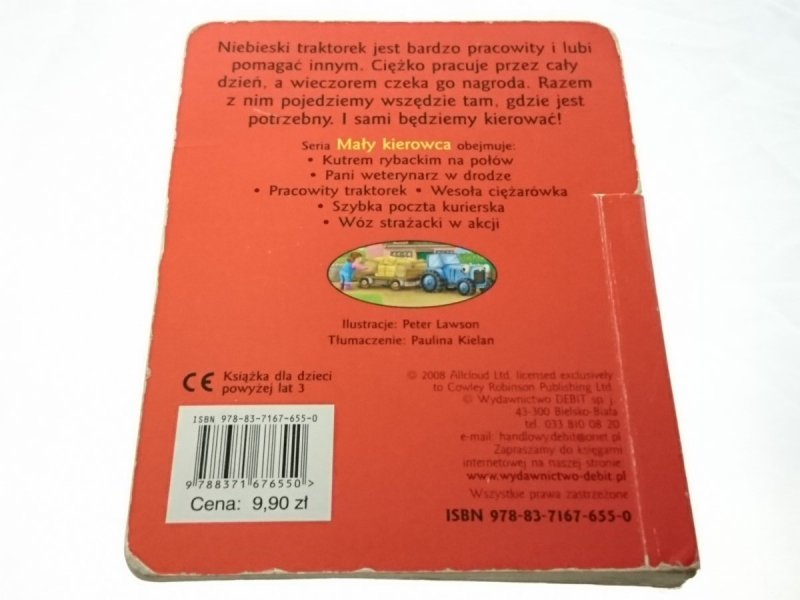 Niebieski traktorek jest bardzo pracowity i lubi
pomagać innym. Ciężko pracuje przez cały
dzień, a wieczorem czeka go nagroda. Razem
z nim pojedziemy wszędzie tam, gdzie jest
potrzebny. I sami będziemy kierować!
Seria Mały kierowca obejmuje:
• Kutrem rybackim na połów
• Pani weterynarz w drodze
• Pracowity traktorek • Wesoła ciężarówka
• Szybka poczta kurierska
• Wóz strażacki w akcji
Ilustracje: Peter Lawson
Tłumaczenie: Paulina Kielan
CE Książka dla dzieci
powyżej lat 3
ISBN 978-83-7167-655-0
9 788371 676550 >
Cena: 9,90 zł
© 2008 Allcloud Ltd, licensed exclusively
to Cowley Robinson Publishing Ltd.
© Wydawnictwo DEBIT sp. j.
43-300 Bielsko-Biała
tel. 033 810 08 20
e-mail: handlowy.debit@onet.pl
Zapraszamy do księgarni
internetowej na naszej stronie:
www.wydawnictwo-debit.pl
Wszystkie prawa zastrzeżone
ISBN 978-83-7167-655-0